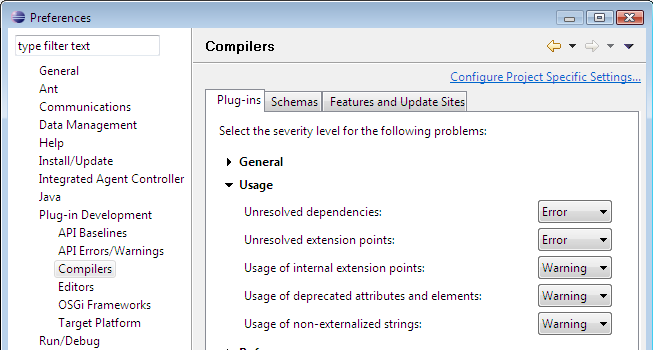 Preferences
type filter text
General
Ant
Communications
Data Management
Help
Install/Update
Integrated Agent Controller
Java
Plug-in Development
API Baselines
API Errors/Warnings
Compilers
Editors
OSGi Frameworks
Target Platform
Run/Debug
Compilers
Configure Project Specific Settings...
Plug-ins Schemas Features and Update Sites
Select the severity level for the following problems:
General
Usage
Unresolved dependencies: Error
Unresolved extension points: Error
Usage of internal extension points: Warning
Usage of deprecated attributes and elements: Warning
Usage of non-externalized strings: Warning